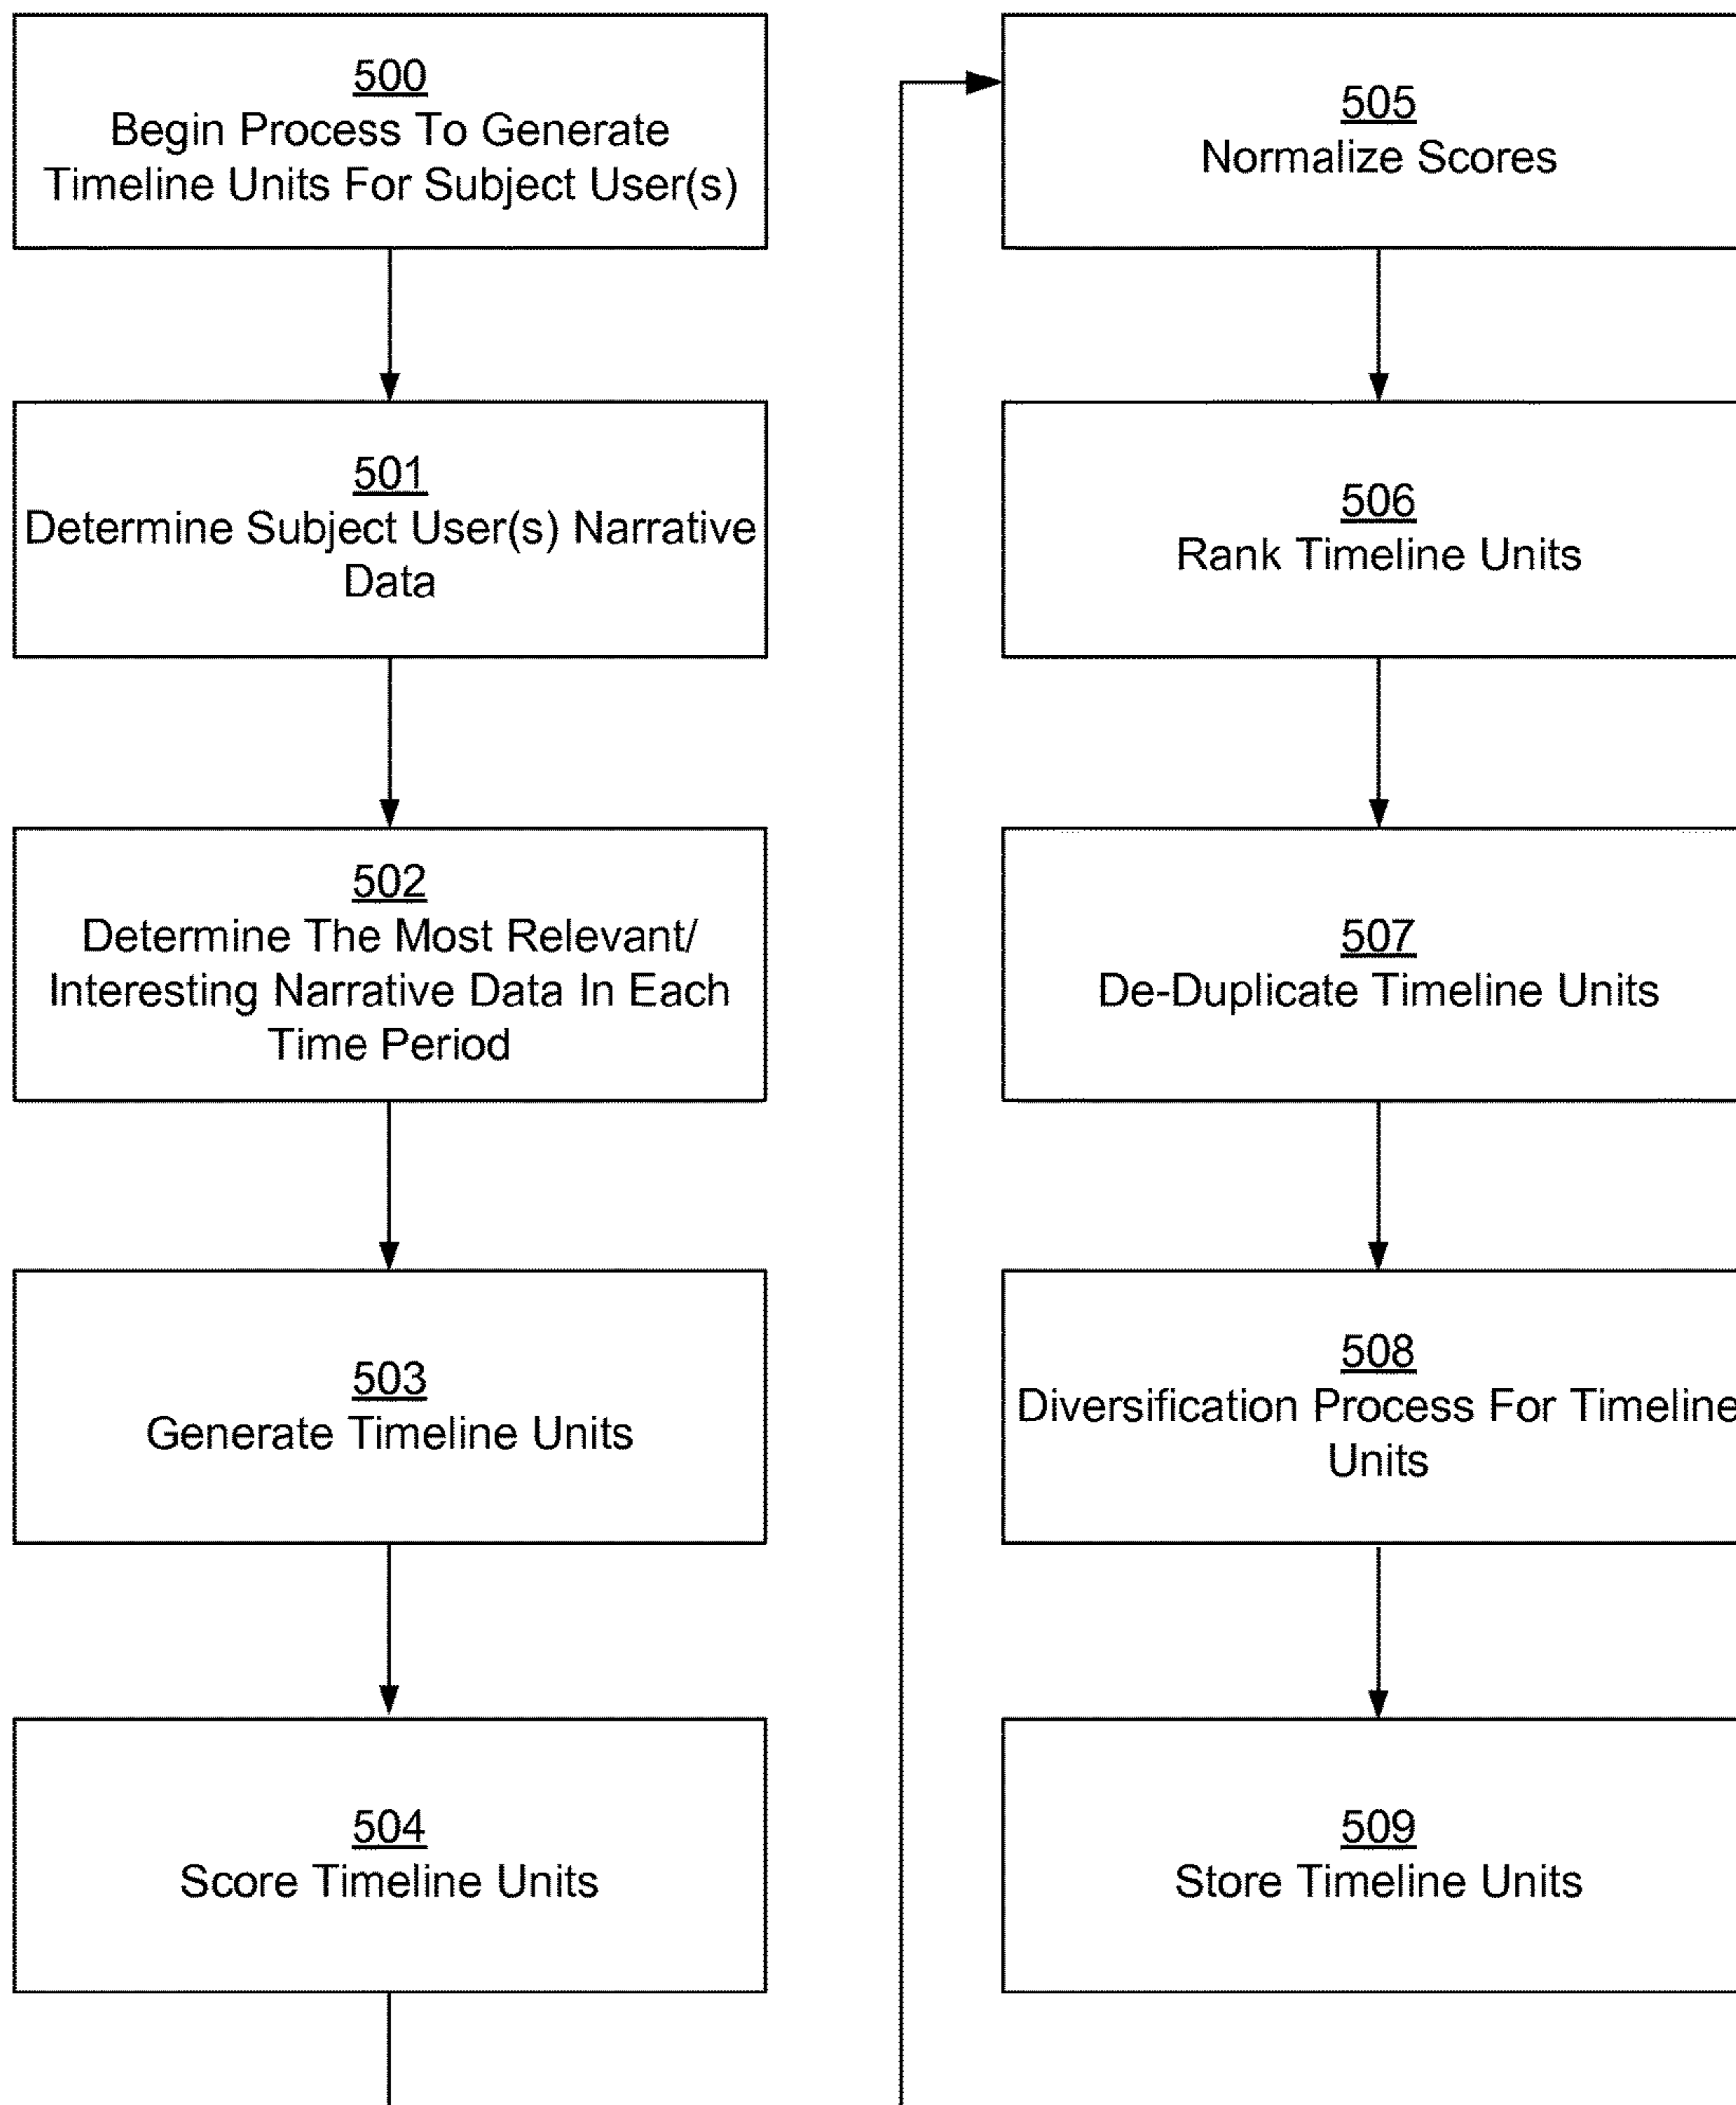 500
Begin Process To Generate
Timeline Units For Subject User(s)
501
Determine Subject User(s) Narrative
Data
502
Determine The Most Relevant/
Interesting Narrative Data In Each
Time Period
503
Generate Timeline Units
504
Score Timeline Units
505
Normalize Scores
506
Rank Timeline Units
507
De-Duplicate Timeline Units
508
Diversification Process For Timeline
Units
509
Store Timeline Units